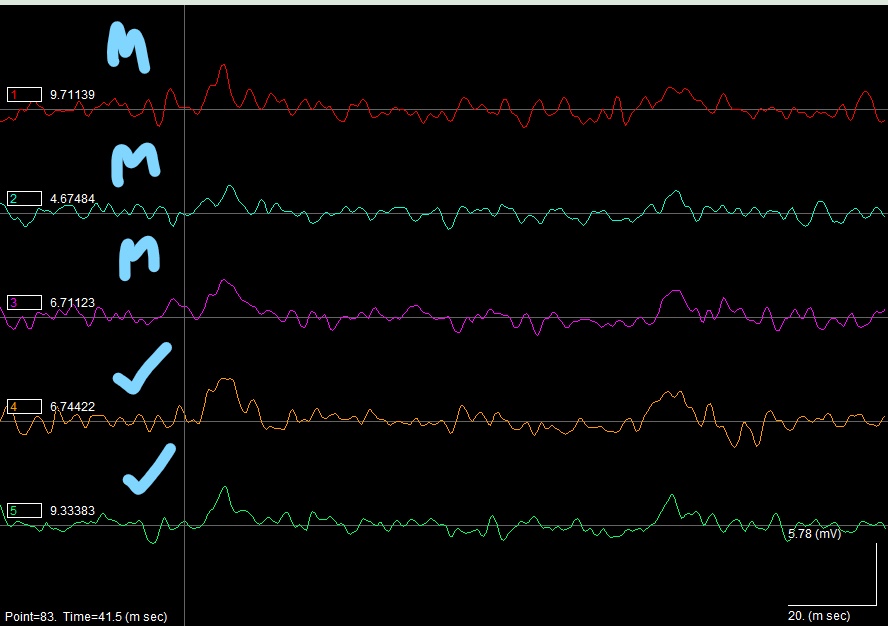 M
1 9.71139
M
2 4.67484
M
3 6.71123
4 6.74422
5 9.33383
5.78 (mV)
20. (m sec)
Point=83. Time=41.5 (m sec)